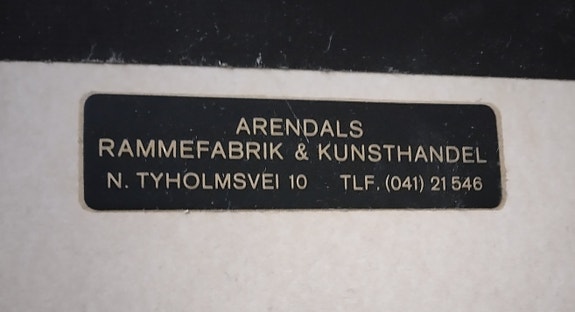 ARENDALS
RAMMEFABRIK & KUNSTHANDEL
N. TYHOLMSVEI 10 TLF. (041) 21 546